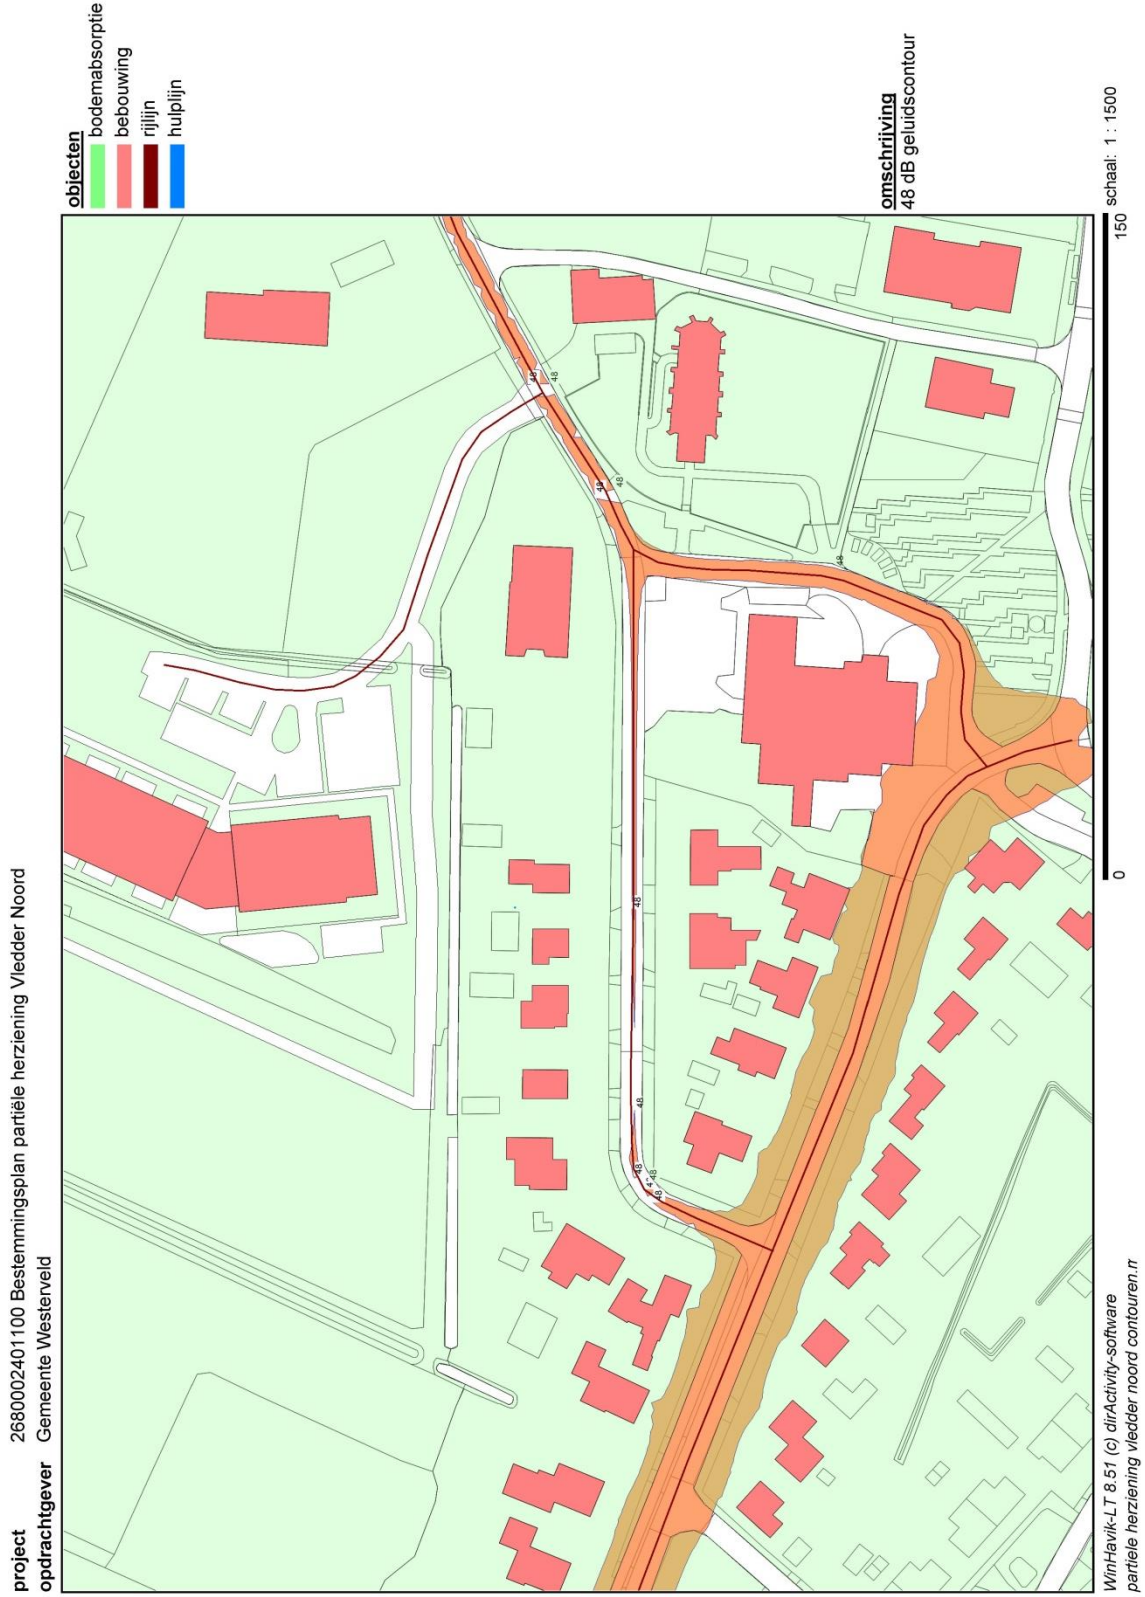 project 268000240​1100 Bestemmingsplan partiële herziening Vledder Noord
opdrachtgever Gemeente Westerveld
objecten
bodemabsorptie
bebouwing
rijlijn
hulplijn
omschrijving
48 dB geluidscontour
48
48
48
48
48
48
48
48
48
48
0
150
schaal: 1 : 1500
WinHavik-LT 8.51 (c) dirActivity-software
partiele herziening vledder noord contouren.n